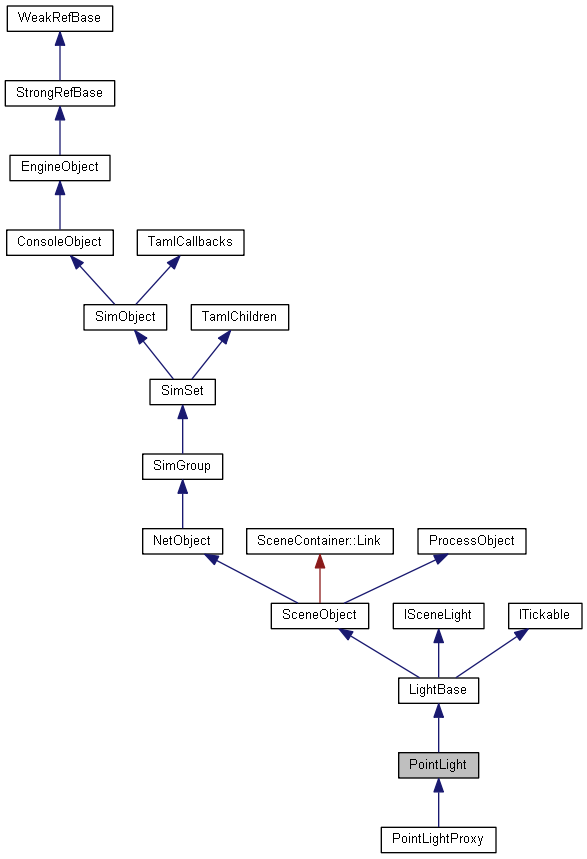 WeakRefBase
StrongRefBase
EngineObject
ConsoleObject
TamlCallbacks
SimObject
TamlChildren
SimSet
SimGroup
NetObject
SceneContainer::Link
ProcessObject
SceneObject
ISceneLight
ITickable
LightBase
PointLight
PointLightProxy